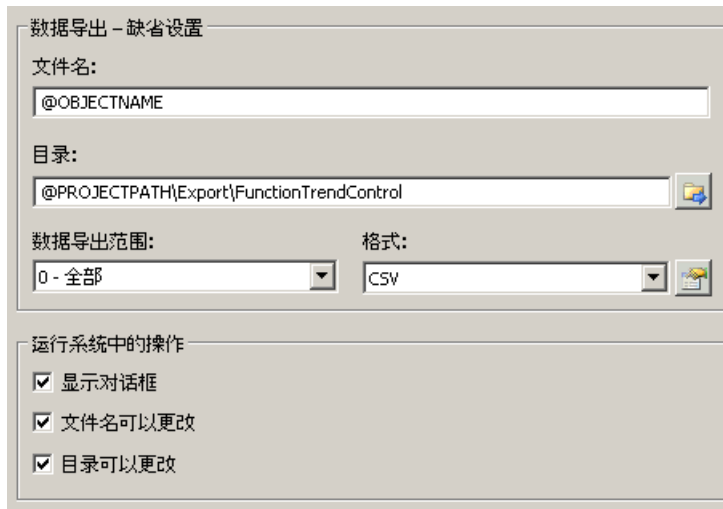 数据导出 – 缺省设置
文件名:
@OBJECTNAME
目录:
@PROJECTPATH\Export\FunctionTrendControl
数据导出范围: 格式:
0 - 全部 CSV
运行系统中的操作
显示对话框
文件名可以更改
目录可以更改